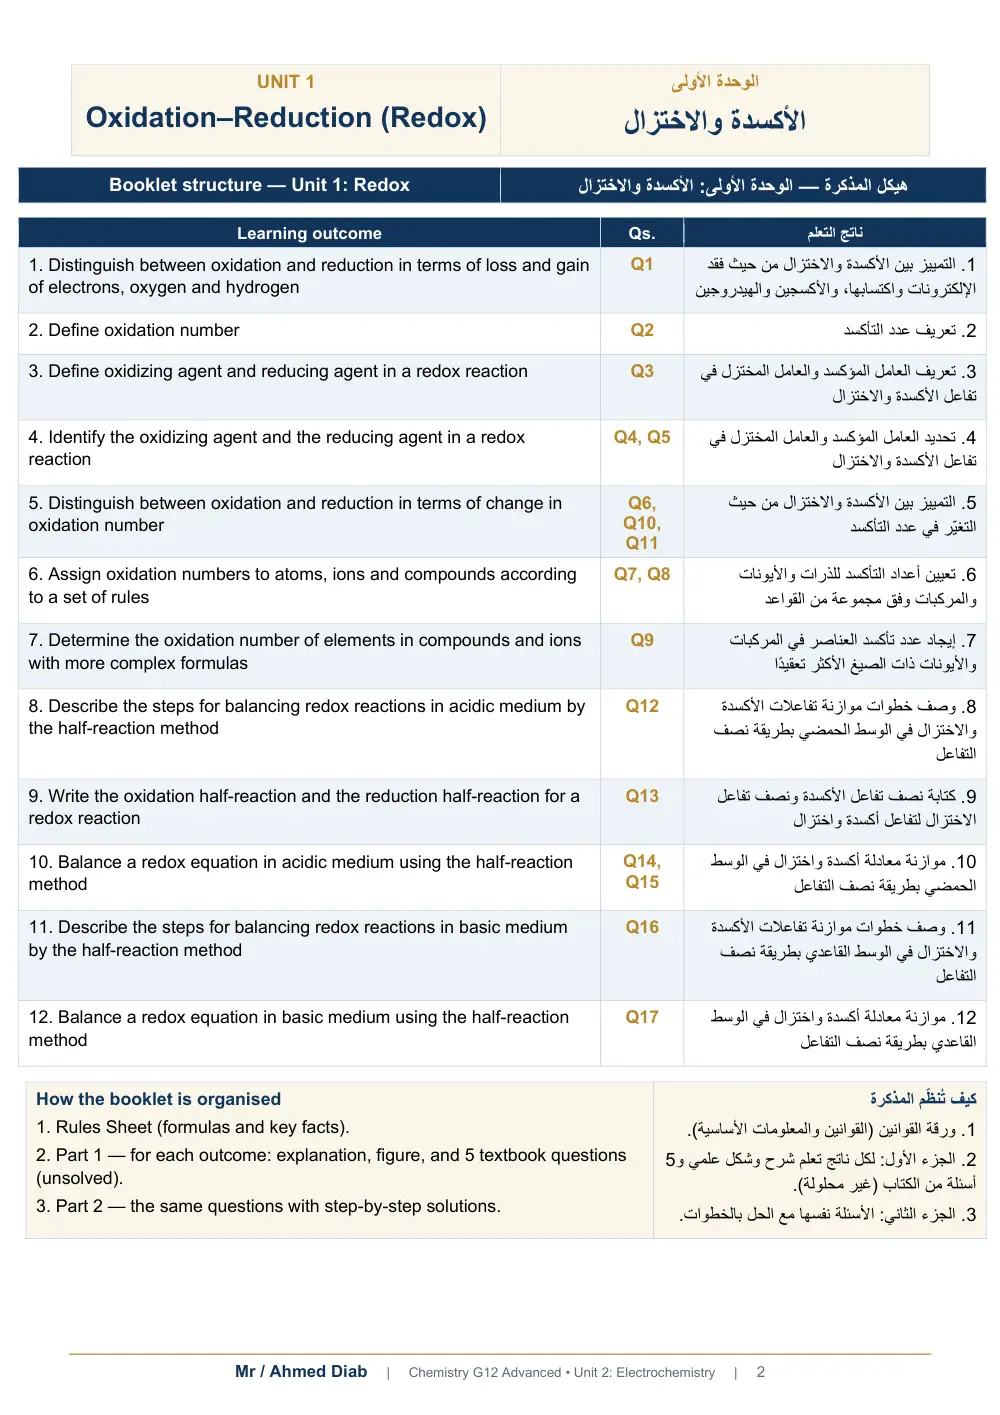 UNIT 1
Oxidation–Reduction (Redox)
الوحدة الأولى
الأكسدة والاختزال
Booklet structure — Unit 1: Redox
هيكل المذكرة — الوحدة الأولى: الأكسدة والاختزال
Learning outcome
Qs.
ناتج التعلم
1. Distinguish between oxidation and reduction in terms of loss and gain
of electrons, oxygen and hydrogen
Q1
1. التمييز بين الأكسدة والاختزال من حيث فقد
الإلكترونات واكتسابها، والأكسجين والهيدروجين
2. Define oxidation number
Q2
2. تعريف عدد التأكسد
3. Define oxidizing agent and reducing agent in a redox reaction
Q3
3. تعريف العامل المؤكسد والعامل المختزل في
تفاعل الأكسدة والاختزال
4. Identify the oxidizing agent and the reducing agent in a redox
reaction
Q4, Q5
4. تحديد العامل المؤكسد والعامل المختزل في
تفاعل الأكسدة والاختزال
5. Distinguish between oxidation and reduction in terms of change in
oxidation number
Q6,
Q10,
Q11
5. التمييز بين الأكسدة والاختزال من حيث
التغيّر في عدد التأكسد
6. Assign oxidation numbers to atoms, ions and compounds according
to a set of rules
Q7, Q8
6. تعيين أعداد التأكسد للذرات والأيونات
والمركبات وفق مجموعة من القواعد
7. Determine the oxidation number of elements in compounds and ions
with more complex formulas
Q9
7. إيجاد عدد تأكسد العناصر في المركبات
والأيونات ذات الصيغ الأكثر تعقيدًا
8. Describe the steps for balancing redox reactions in acidic medium by
the half-reaction method
Q12
8. وصف خطوات موازنة تفاعلات الأكسدة
والاختزال في الوسط الحمضي بطريقة نصف
التفاعل
9. Write the oxidation half-reaction and the reduction half-reaction for a
redox reaction
Q13
9. كتابة نصف تفاعل الأكسدة ونصف تفاعل
الاختزال لتفاعل أكسدة واختزال
10. Balance a redox equation in acidic medium using the half-reaction
method
Q14,
Q15
10. موازنة معادلة أكسدة واختزال في الوسط
الحمضي بطريقة نصف التفاعل
11. Describe the steps for balancing redox reactions in basic medium
by the half-reaction method
Q16
11. وصف خطوات موازنة تفاعلات الأكسدة
والاختزال في الوسط القاعدي بطريقة نصف
التفاعل
12. Balance a redox equation in basic medium using the half-reaction
method
Q17
12. موازنة معادلة أكسدة واختزال في الوسط
القاعدي بطريقة نصف التفاعل
How the booklet is organised
1. Rules Sheet (formulas and key facts).
2. Part 1 — for each outcome: explanation, figure, and 5 textbook questions
(unsolved).
3. Part 2 — the same questions with step-by-step solutions.
كيف تُنظَّم المذكرة
1. ورقة القوانين (القوانين والمعلومات الأساسية).
2. الجزء الأول: لكل ناتج تعلم شرح وشكل علمي و5
أسئلة من الكتاب (غير محلولة).
3. الجزء الثاني: الأسئلة نفسها مع الحل بالخطوات.
Mr / Ahmed Diab | Chemistry G12 Advanced • Unit 2: Electrochemistry | 2